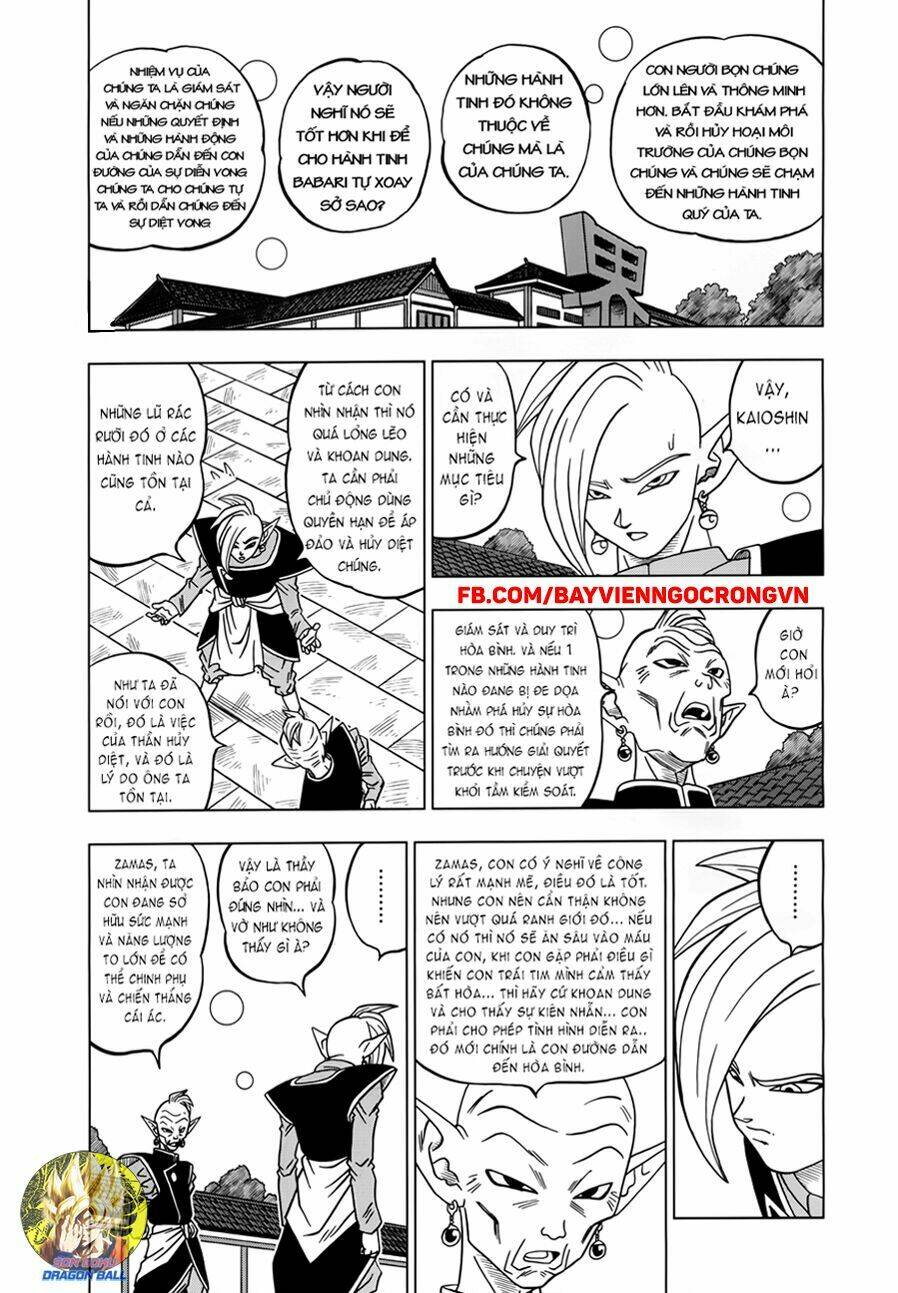 CON NGƯỜI BỌN CHÚNG
LỚN LÊN VÀ THÔNG MINH
HƠN. BẮT ĐẦU KHÁM PHÁ
VÀ RỒI HỦY HOẠI MÔI
TRƯỜNG CỦA CHÚNG BỌN
CHÚNG VÀ CHÚNG SẼ CHẠM
ĐẾN NHỮNG HÀNH TINH
QUÝ CỦA TA.
NHỮNG HÀNH
TINH ĐÓ KHÔNG
THUỘC VỀ
CHÚNG MÀ LÀ
CỦA CHÚNG TA.
VẬY NGƯỜI
NGHĨ NÓ SẼ
TỐT HƠN KHI ĐỂ
CHO HÀNH TINH
BABARI TỰ XOAY
SỞ SAO?
NHIỆM VỤ CỦA
CHÚNG TA LÀ GIÁM SÁT
VÀ NGĂN CHẶN CHÚNG
NẾU NHỮNG QUYẾT ĐỊNH
VÀ NHỮNG HÀNH ĐỘNG
CỦA CHÚNG DẪN ĐẾN CON
ĐƯỜNG CỦA SỰ DIỄN VONG
CHÚNG TA CHO CHÚNG TỰ
TA VÀ RỒI DẪN CHÚNG ĐẾN
SỰ DIỆT VONG
界
VẬY,
KAIOSHIN
...
CÓ VÀ
CẦN THỰC
HIỆN
NHỮNG
MỤC TIÊU
GÌ?
TỪ CÁCH CON
NHÌN NHẬN THÌ NÓ
QUÁ LỎNG LẼO
VÀ KHOAN DUNG.
TA CẦN PHẢI
CHỦ ĐỘNG DÙNG
QUYỀN HẠN ĐỂ ÁP
ĐẢO VÀ HỦY DIỆT
CHÚNG.
NHỮNG LŨ RÁC
RƯỞI ĐÓ Ở CÁC
HÀNH TINH NÀO
CŨNG TỒN TẠI
CẢ.
FB.COM/BAYVIENNGOCRONGVN
GIỜ
CON MỚI HỎI
À?
GIÁM SÁT VÀ DUY TRÌ
HÒA BÌNH. VÀ NẾU 1
TRONG NHỮNG HÀNH TINH
NÀO ĐANG BỊ ĐE DỌA
NHẰM PHÁ HỦY SỰ HÒA
BÌNH ĐÓ THÌ CHÚNG PHẢI
TÌM RA HƯỚNG GIẢI QUYẾT
TRƯỚC KHI CHUYỆN VƯỢT
KHỎI TẦM KIỂM SOÁT.
NHƯ TA ĐÃ
NÓI VỚI CON
RỒI, ĐÓ LÀ VIỆC
CỦA THẦN HỦY
DIỆT, VÀ ĐÓ LÀ
LÝ DO ÔNG TA
TỒN TẠI.
........
ZAMAS, CON CÓ Ý NGHĨ VỀ CÔNG
LÝ RẤT MẠNH MẼ, ĐIỀU ĐÓ LÀ TỐT.
NHƯNG CON NÊN CẨN THẬN KHÔNG
NÊN VƯỢT QUÁ RANH GIỚI ĐÓ... NẾU
CÓ NÓ THÌ NÓ SẼ ĂN SÂU VÀO MÁU
CỦA CON, KHI CON GẶP PHẢI ĐIỀU GÌ
KHIẾN CON TRÁI TIM MÌNH CẢM THẤY
BẤT HÒA... THÌ HÃY CỨ KHOAN DUNG
VÀ CHO THẤY SỰ KIÊN NHẪN... CON
PHẢI CHO PHÉP TÌNH HÌNH DIỄN RA..
ĐÓ MỚI CHÍNH LÀ CON ĐƯỜNG DẪN
ĐẾN HÒA BÌNH.
........
VẬY LÀ THẦY
BẢO CON PHẢI
ĐỨNG NHÌN... VÀ
VỜ NHƯ KHÔNG
THẤY GÌ À?
ZAMAS, TA
NHÌN NHẬN ĐƯỢC
CON ĐANG SỞ
HỮU SỨC MẠNH
VÀ NĂNG LƯỢNG
TO LỚN ĐỂ CÓ
THỂ CHINH PHỤ
VÀ CHIẾN THẮNG
CÁI ÁC.
SON GOKU
DRAGON BALL